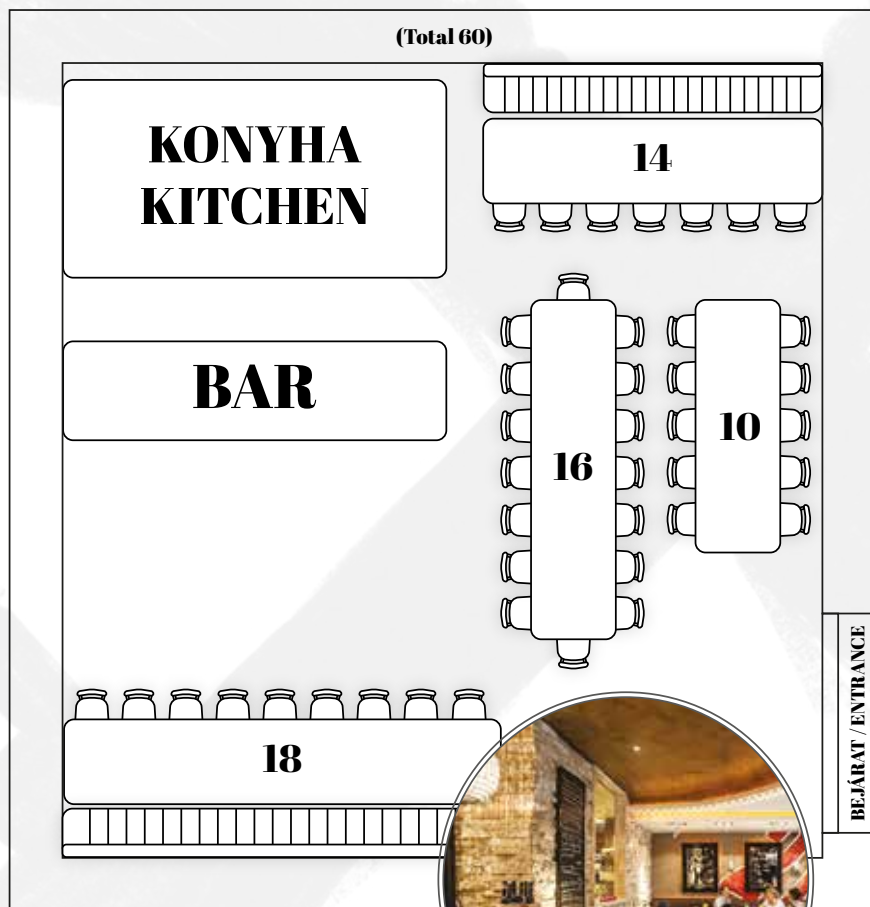 (Total 60)
KONYHA
KITCHEN
14
BAR
16
10
18
BEJÁRAT / ENTRANCE